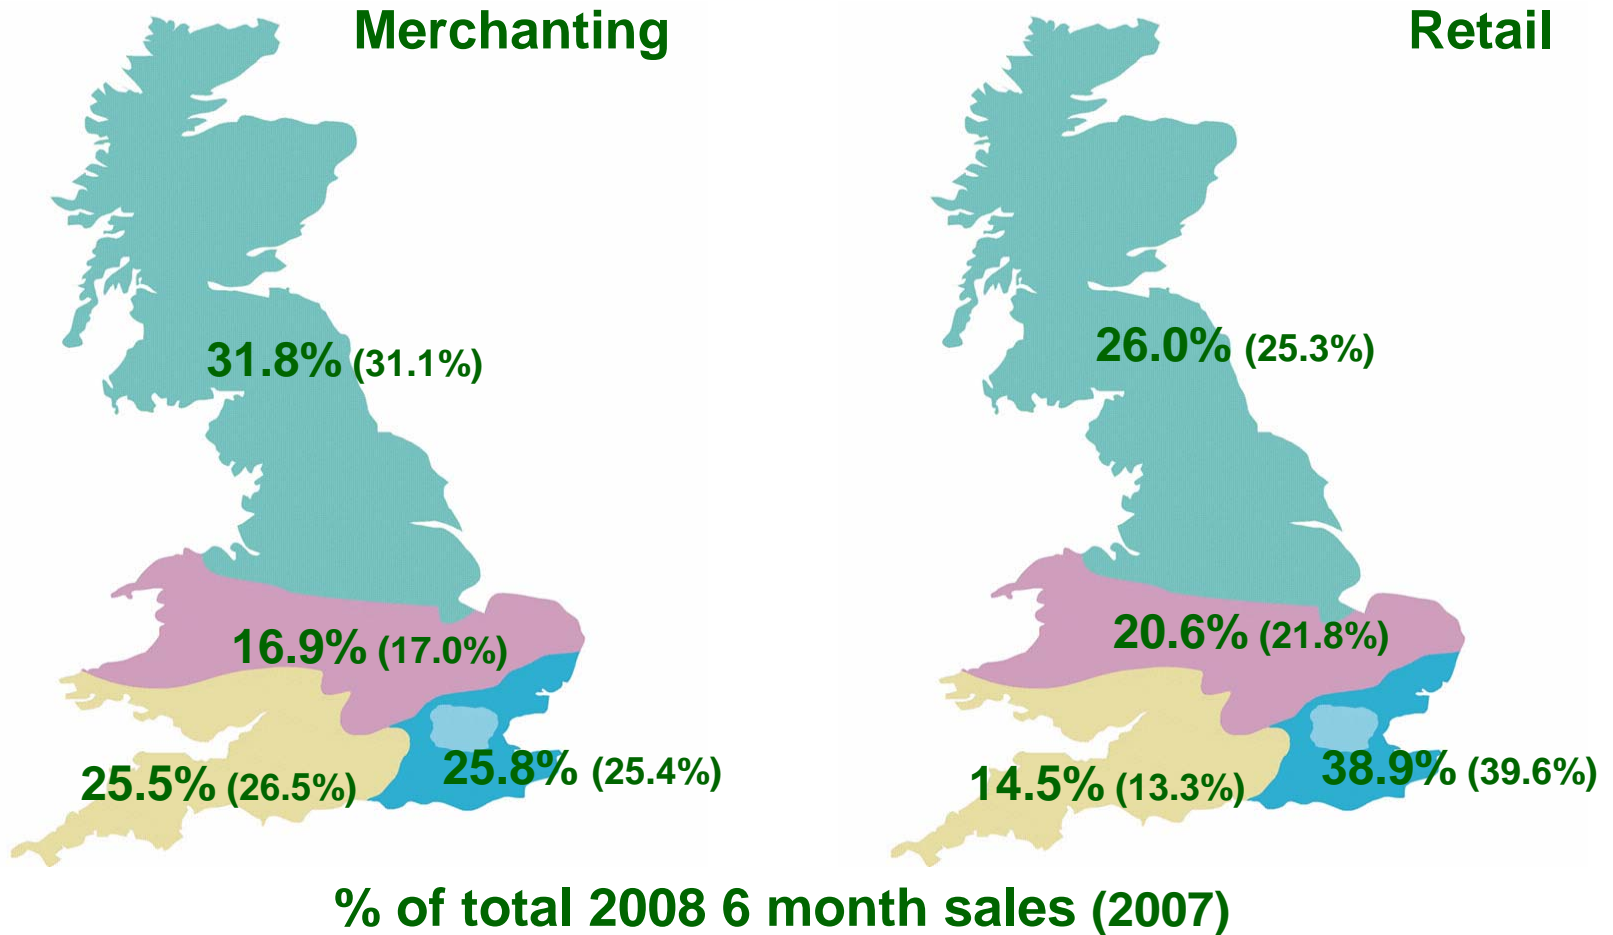 Merchanting
Retail
31.8% (31.1%)
26.0% (25.3%)
16.9% (17.0%)
20.6% (21.8%)
25.5% (26.5%)
25.8% (25.4%)
14.5% (13.3%)
38.9% (39.6%)
% of total 2008 6 month sales (2007)